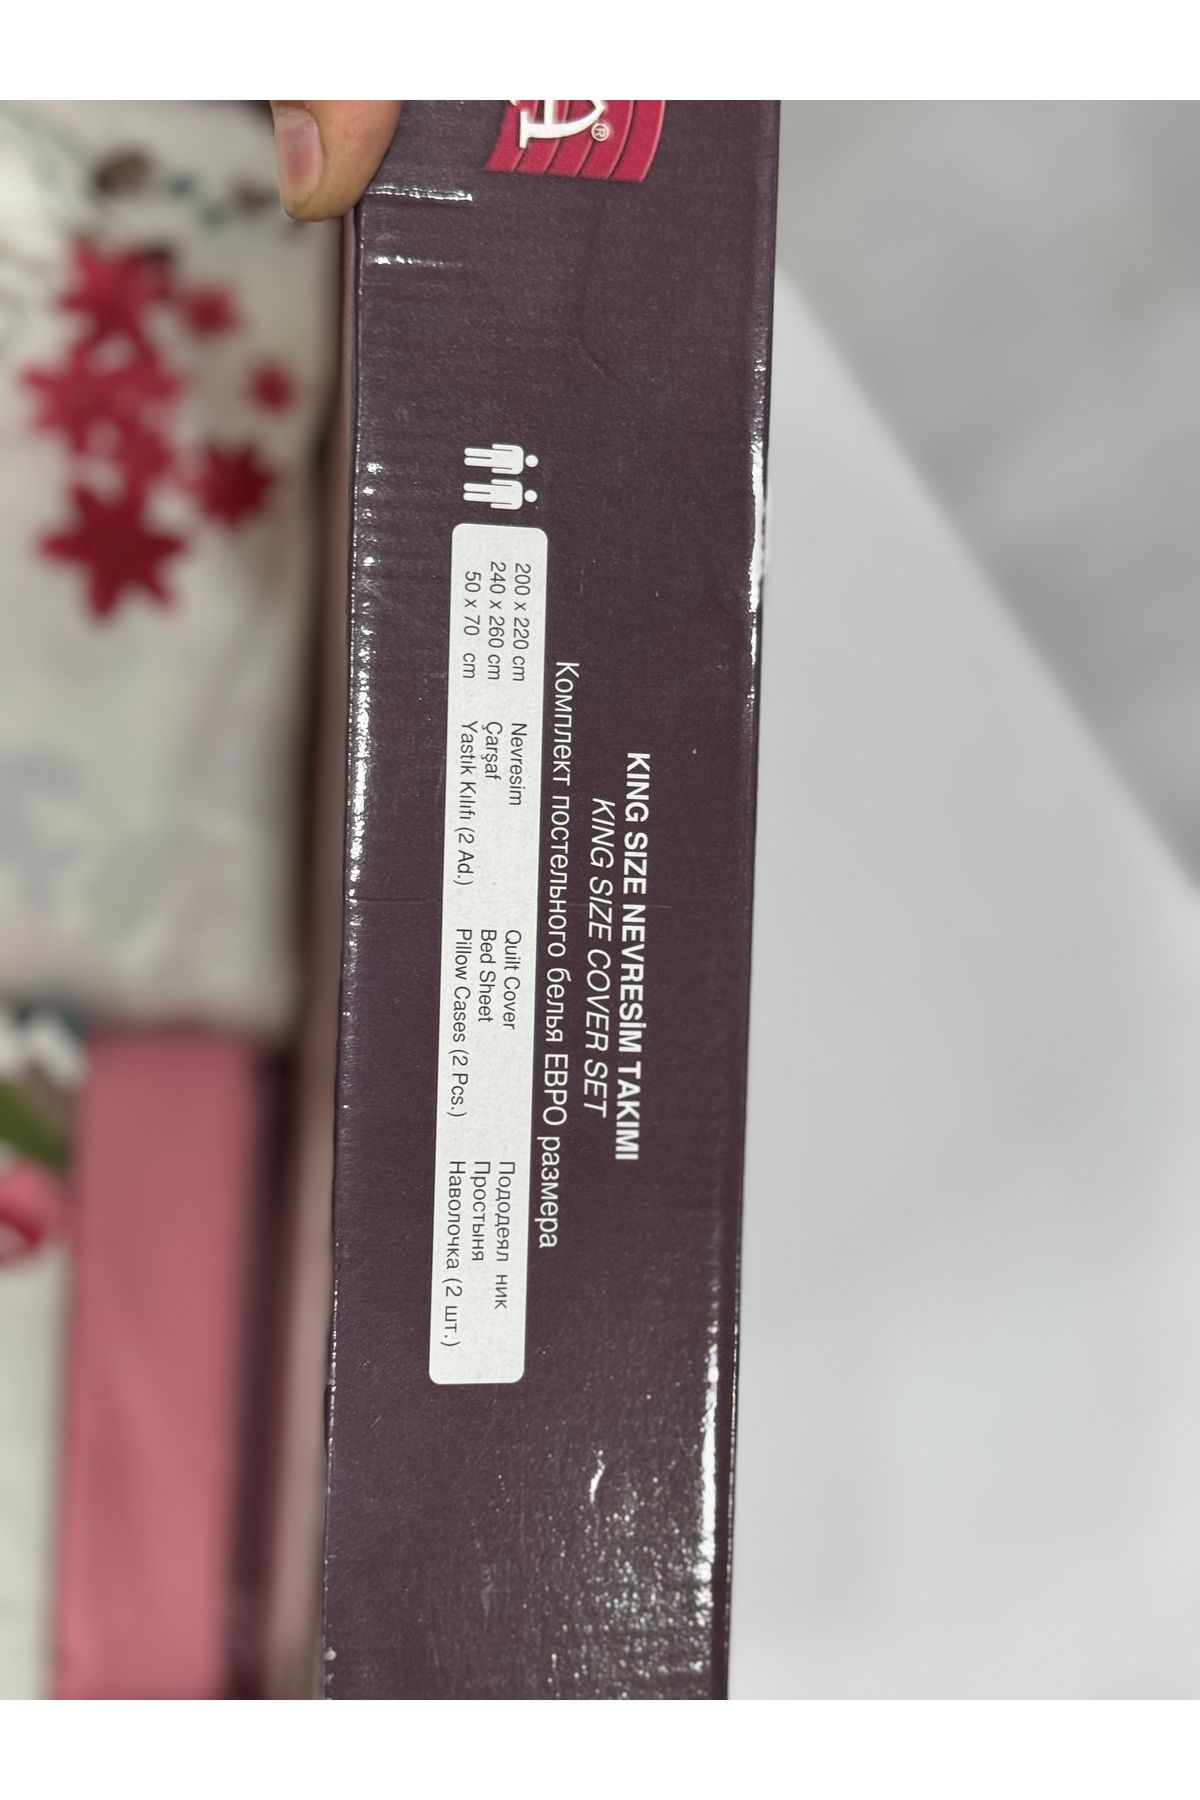 A®
KING SIZE NEVRESİM TAKIMI
KING SIZE COVER SET
Комплект постельного белья ЕВРО размера
200 x 220 cm Nevresim Quilt Cover Пододеял ник
240 x 260 cm Çarşaf Bed Sheet Простыня
50 x 70 cm Yastık Kılıfı (2 Ad.) Pillow Cases (2 Pcs.) Наволочка (2 шт.)